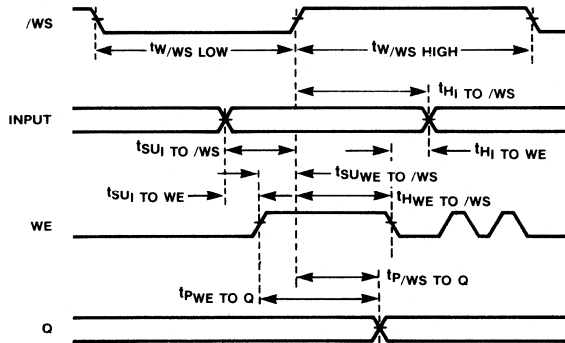 /WS
tW/WS LOW
tW/WS HIGH
tHI TO /WS
INPUT
tSUI TO /WS
tHI TO WE
tSUWE TO /WS
tSUI TO WE
tHWE TO /WS
WE
tP/WS TO Q
tPWE TO Q
Q